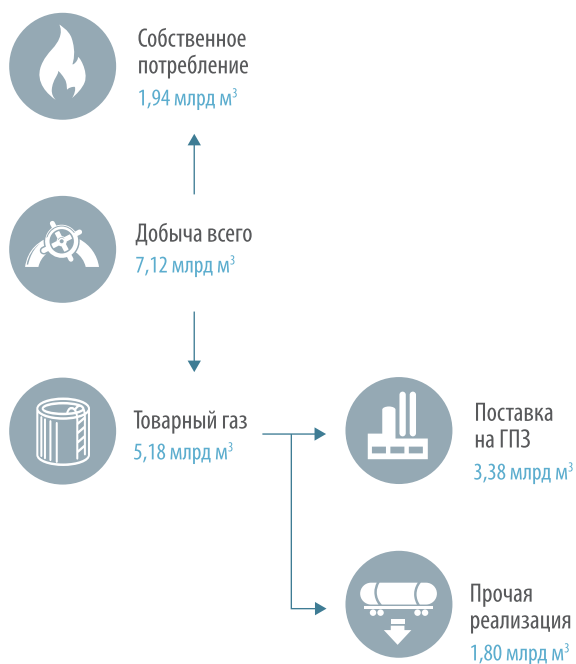 Собственное
потребление
1,94 млрд м³
Добыча всего
7,12 млрд м³
Товарный газ
5,18 млрд м³
Поставка
на ГПЗ
3,38 млрд м³
Прочая
реализация
1,80 млрд м³